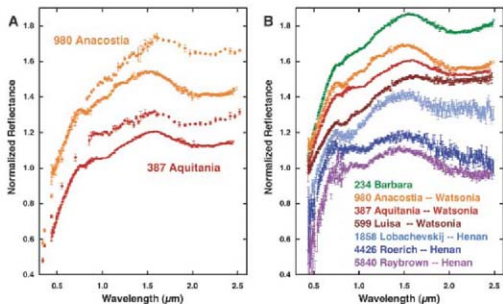 A
980 Anacostia
387 Aquitania
Normalized Reflectance
1.8
1.6
1.4
1.2
1.0
0.8
0.6
0.4
0.5
1.0
1.5
2.0
2.5
Wavelength (µm)
B
Normalized Reflectance
1.8
1.6
1.4
1.2
1.0
0.8
0.6
0.4
234 Barbara
980 Anacostia -- Watsonia
387 Aquitania -- Watsonia
599 Luisa -- Watsonia
1858 Lobachevskij -- Henan
4426 Roerich -- Henan
5840 Raybrown -- Henan
0.5
1.0
1.5
2.0
2.5
Wavelength (µm)